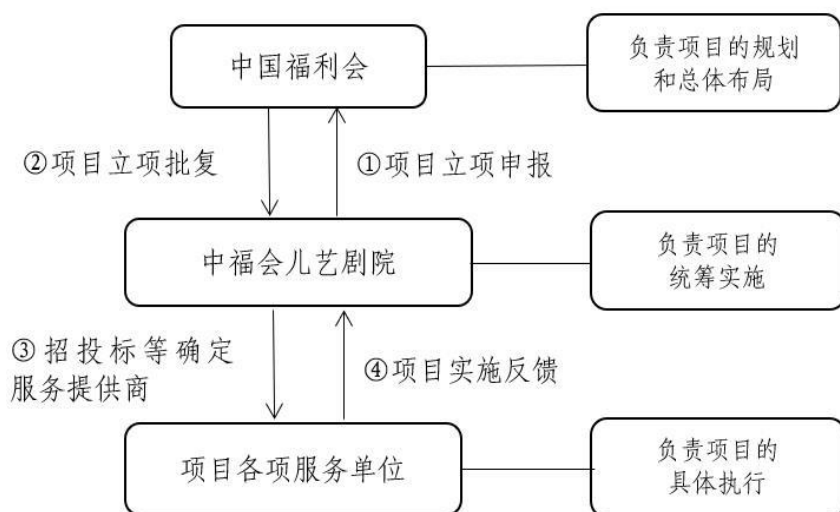 中国福利会
负责项目的规划
和总体布局
②项目立项批复
①项目立项申报
中福会儿艺剧院
负责项目的
统筹实施
③招投标等确定
服务提供商
④项目实施反馈
项目各项服务单位
负责项目的
具体执行